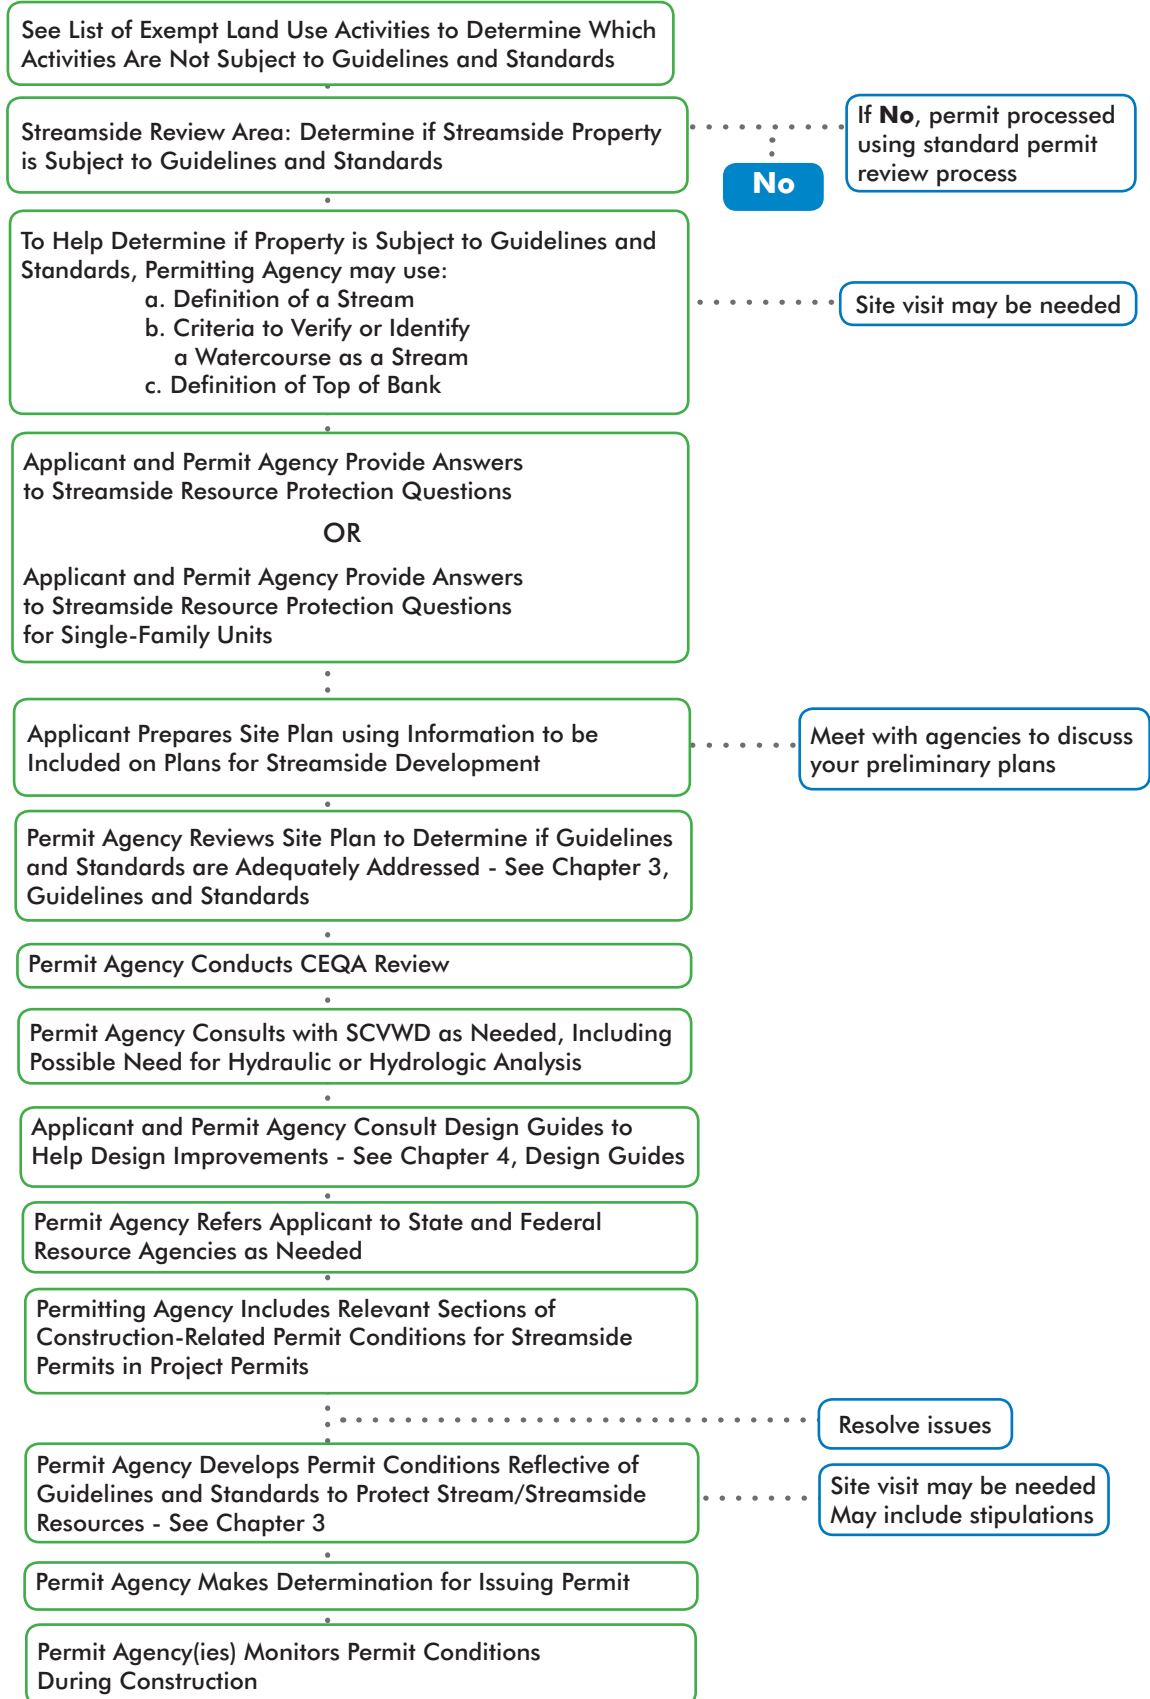 See List of Exempt Land Use Activities to Determine Which
Activities Are Not Subject to Guidelines and Standards
Streamside Review Area: Determine if Streamside Property
is Subject to Guidelines and Standards
If No, permit processed
using standard permit
review process
No
To Help Determine if Property is Subject to Guidelines and
Standards, Permitting Agency may use:
a. Definition of a Stream
b. Criteria to Verify or Identify
a Watercourse as a Stream
c. Definition of Top of Bank
Site visit may be needed
Applicant and Permit Agency Provide Answers
to Streamside Resource Protection Questions
OR
Applicant and Permit Agency Provide Answers
to Streamside Resource Protection Questions
for Single-Family Units
Applicant Prepares Site Plan using Information to be
Included on Plans for Streamside Development
Meet with agencies to discuss
your preliminary plans
Permit Agency Reviews Site Plan to Determine if Guidelines
and Standards are Adequately Addressed - See Chapter 3,
Guidelines and Standards
Permit Agency Conducts CEQA Review
Permit Agency Consults with SCVWD as Needed, Including
Possible Need for Hydraulic or Hydrologic Analysis
Applicant and Permit Agency Consult Design Guides to
Help Design Improvements - See Chapter 4, Design Guides
Permit Agency Refers Applicant to State and Federal
Resource Agencies as Needed
Permitting Agency Includes Relevant Sections of
Construction-Related Permit Conditions for Streamside
Permits in Project Permits
Resolve issues
Permit Agency Develops Permit Conditions Reflective of
Guidelines and Standards to Protect Stream/Streamside
Resources - See Chapter 3
Site visit may be needed
May include stipulations
Permit Agency Makes Determination for Issuing Permit
Permit Agency(ies) Monitors Permit Conditions
During Construction